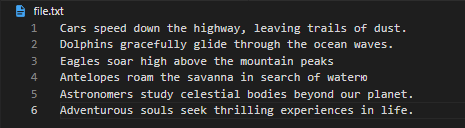 file.txt
1 Cars speed down the highway, leaving trails of dust.
2 Dolphins gracefully glide through the ocean waves.
3 Eagles soar high above the mountain peaks
4 Antelopes roam the savanna in search of waterю
5 Astronomers study celestial bodies beyond our planet.
6 Adventurous souls seek thrilling experiences in life.